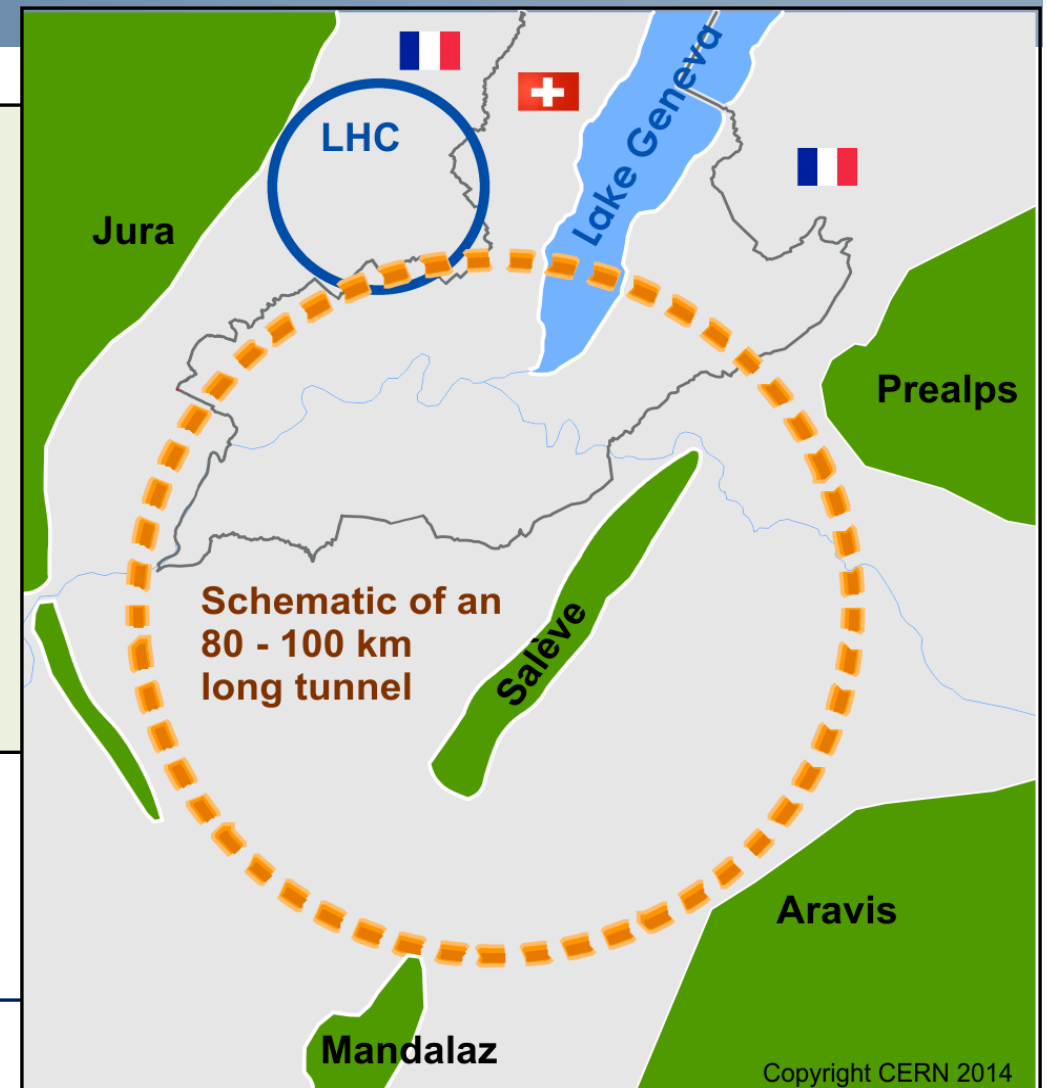 LHC
Lake Geneva
Jura
Prealps
Schematic of an
80 - 100 km
long tunnel
Salève
Aravis
Mandalaz
Copyright CERN 2014